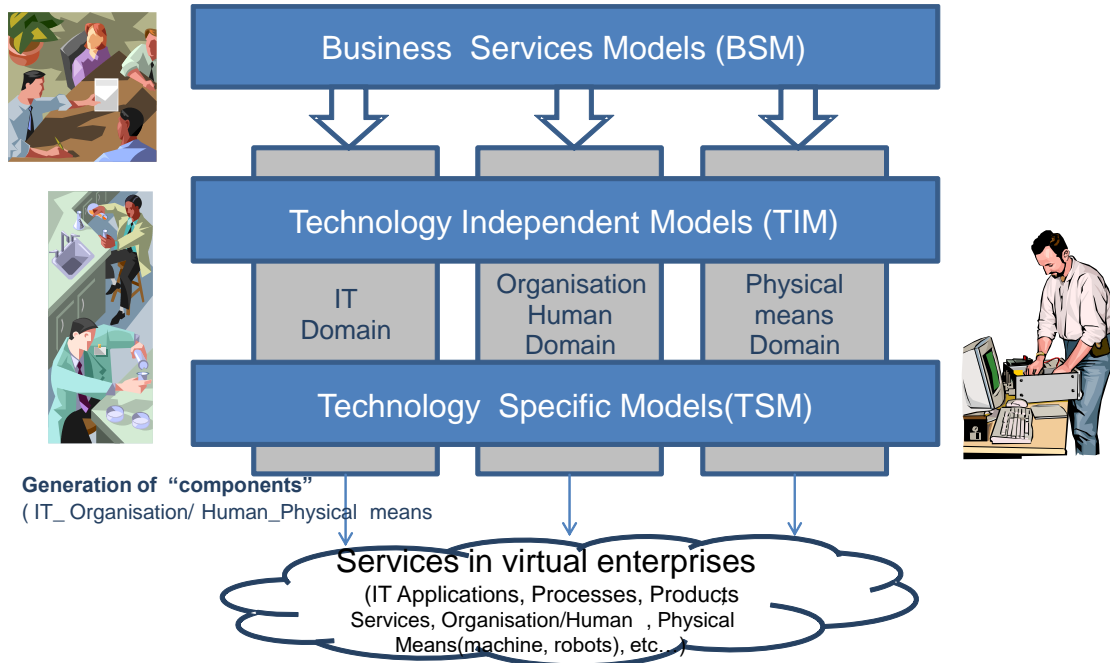 Business Services Models (BSM)
Technology Independent Models (TIM)
IT
Domain
Organisation
Human
Domain
Physical
means
Domain
Technology Specific Models(TSM)
Generation of “components”
( IT_ Organisation/ Human_Physical means
Services in virtual enterprises
(IT Applications, Processes, Products,
Services, Organisation/Human , Physical
Means(machine, robots), etc…)